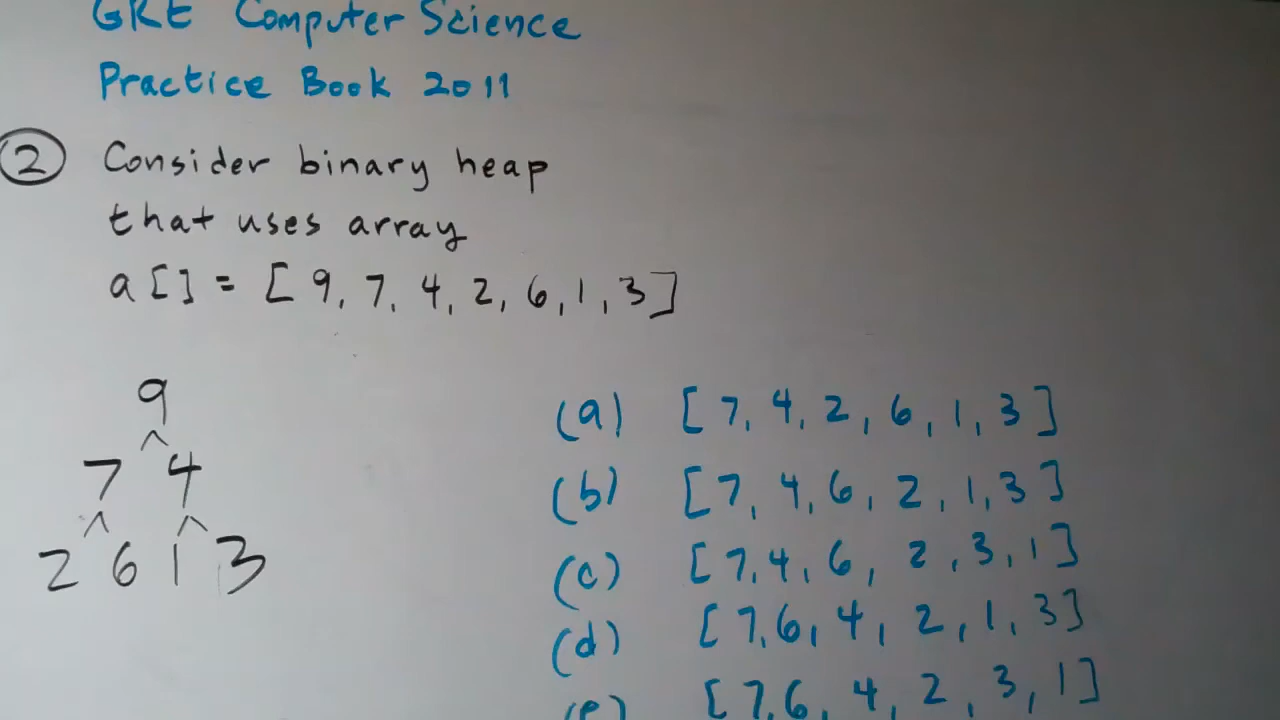 GRE Computer Science
Practice Book 2011
2 Consider binary heap
that uses array
a[] = [9, 7, 4, 2, 6, 1, 3]
9
7 4
2 6 1 3
(a) [7, 4, 2, 6, 1, 3]
(b) [7, 4, 6, 2, 1, 3]
(c) [7, 4, 6, 2, 3, 1]
(d) [7, 6, 4, 2, 1, 3]
(e) [7, 6, 4, 2, 3, 1]